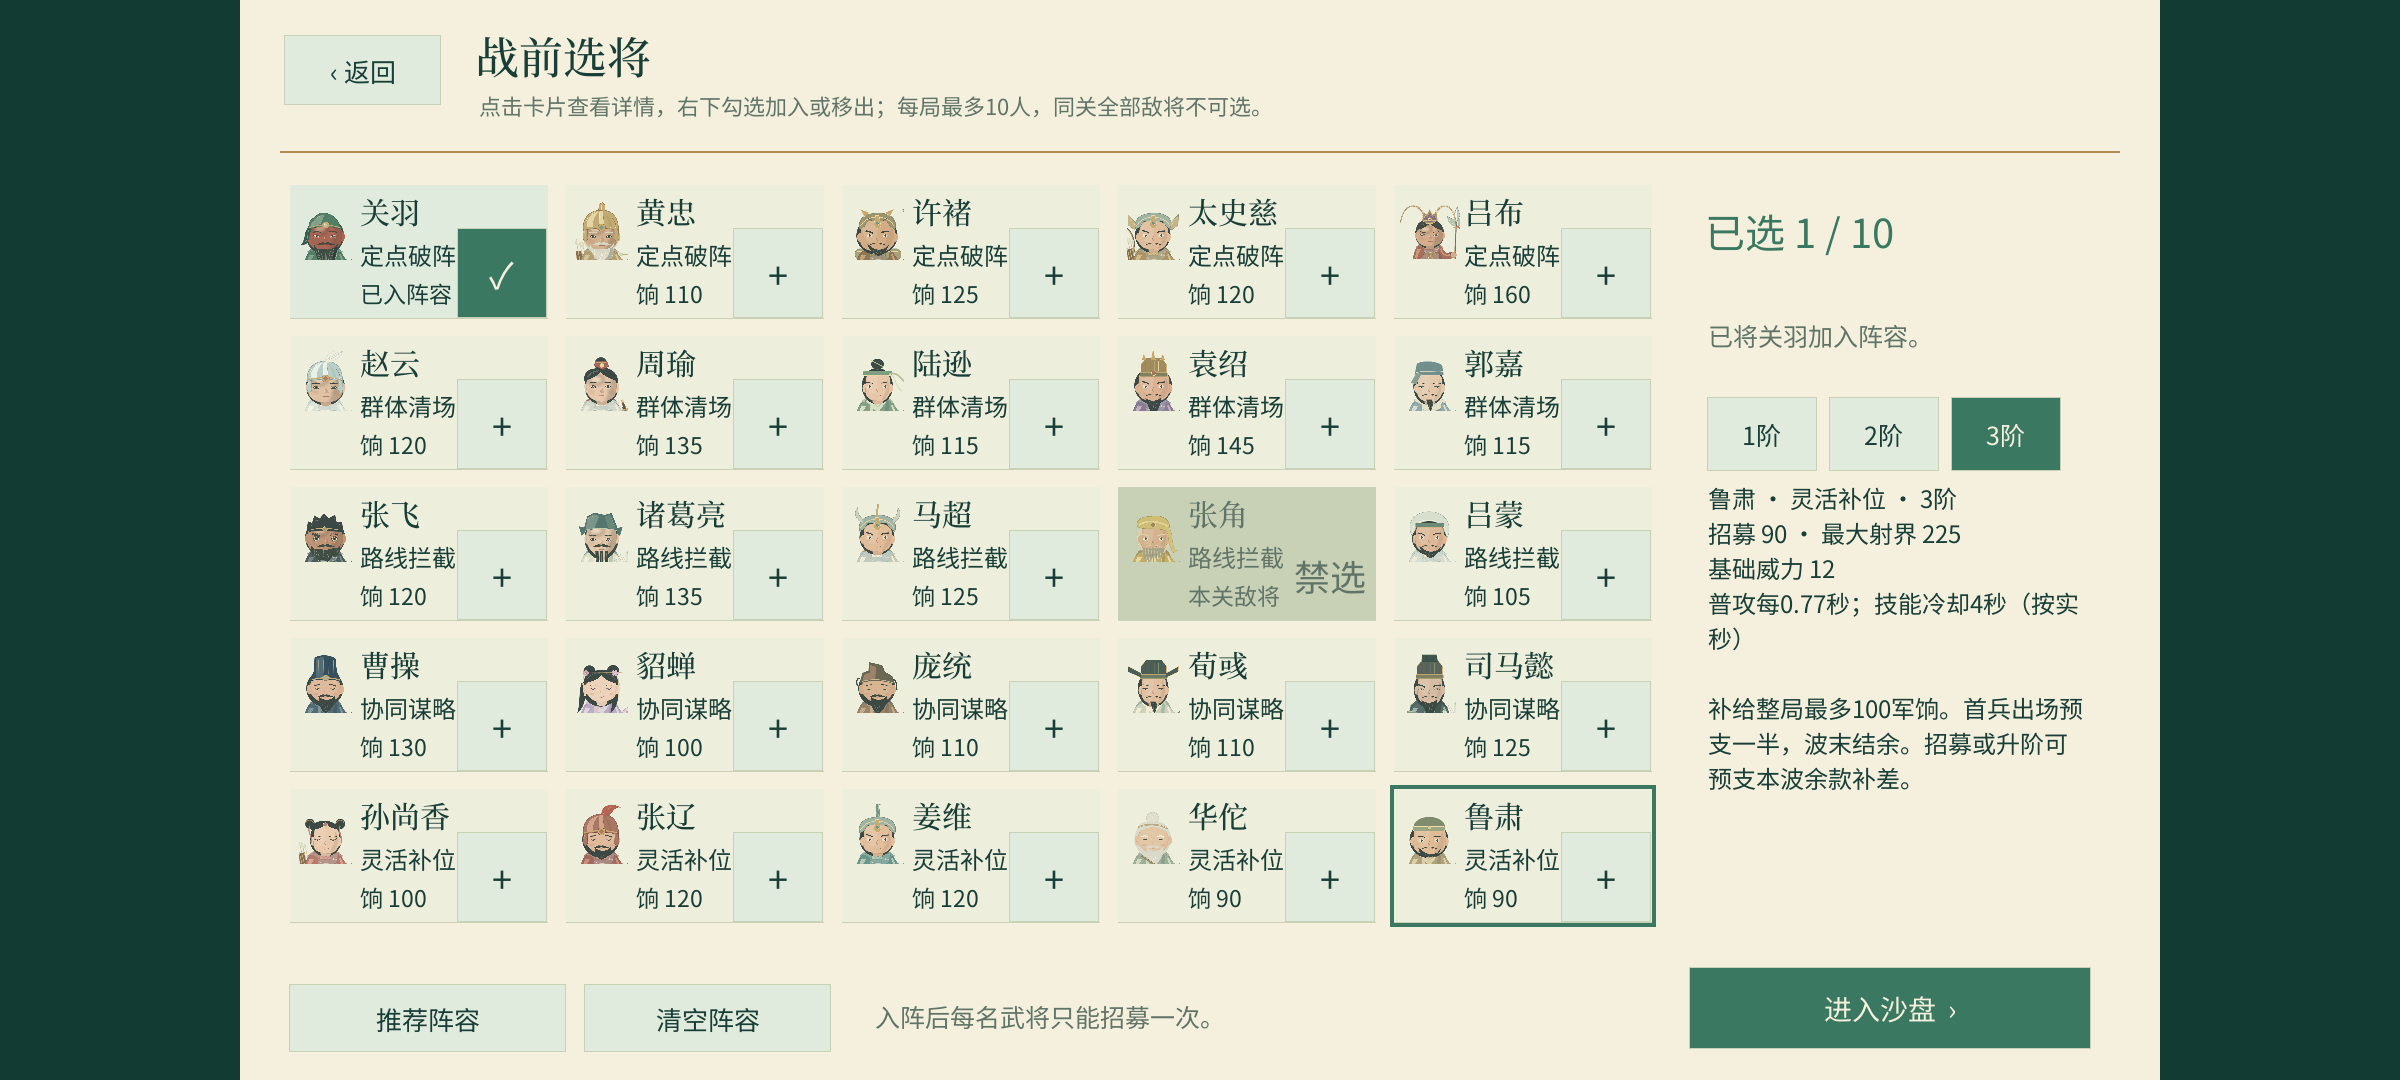 ‹ 返回
战前选将
点击卡片查看详情，右下勾选加入或移出；每局最多10人，同关全部敌将不可选。
关羽
定点破阵
已入阵容
✓
黄忠
定点破阵
饷 110
+
许褚
定点破阵
饷 125
+
太史慈
定点破阵
饷 120
+
吕布
定点破阵
饷 160
+
赵云
群体清场
饷 120
+
周瑜
群体清场
饷 135
+
陆逊
群体清场
饷 115
+
袁绍
群体清场
饷 145
+
郭嘉
群体清场
饷 115
+
张飞
路线拦截
饷 120
+
诸葛亮
路线拦截
饷 135
+
马超
路线拦截
饷 125
+
张角
路线拦截
本关敌将
禁选
吕蒙
路线拦截
饷 105
+
曹操
协同谋略
饷 130
+
貂蝉
协同谋略
饷 100
+
庞统
协同谋略
饷 110
+
荀彧
协同谋略
饷 110
+
司马懿
协同谋略
饷 125
+
孙尚香
灵活补位
饷 100
+
张辽
灵活补位
饷 120
+
姜维
灵活补位
饷 120
+
华佗
灵活补位
饷 90
+
鲁肃
灵活补位
饷 90
+
已选 1 / 10
已将关羽加入阵容。
1阶
2阶
3阶
鲁肃 · 灵活补位 · 3阶
招募 90 · 最大射界 225
基础威力 12
普攻每0.77秒；技能冷却4秒（按实
秒）
补给整局最多100军饷。首兵出场预
支一半，波末结余。招募或升阶可
预支本波余款补差。
推荐阵容
清空阵容
入阵后每名武将只能招募一次。
进入沙盘 ›